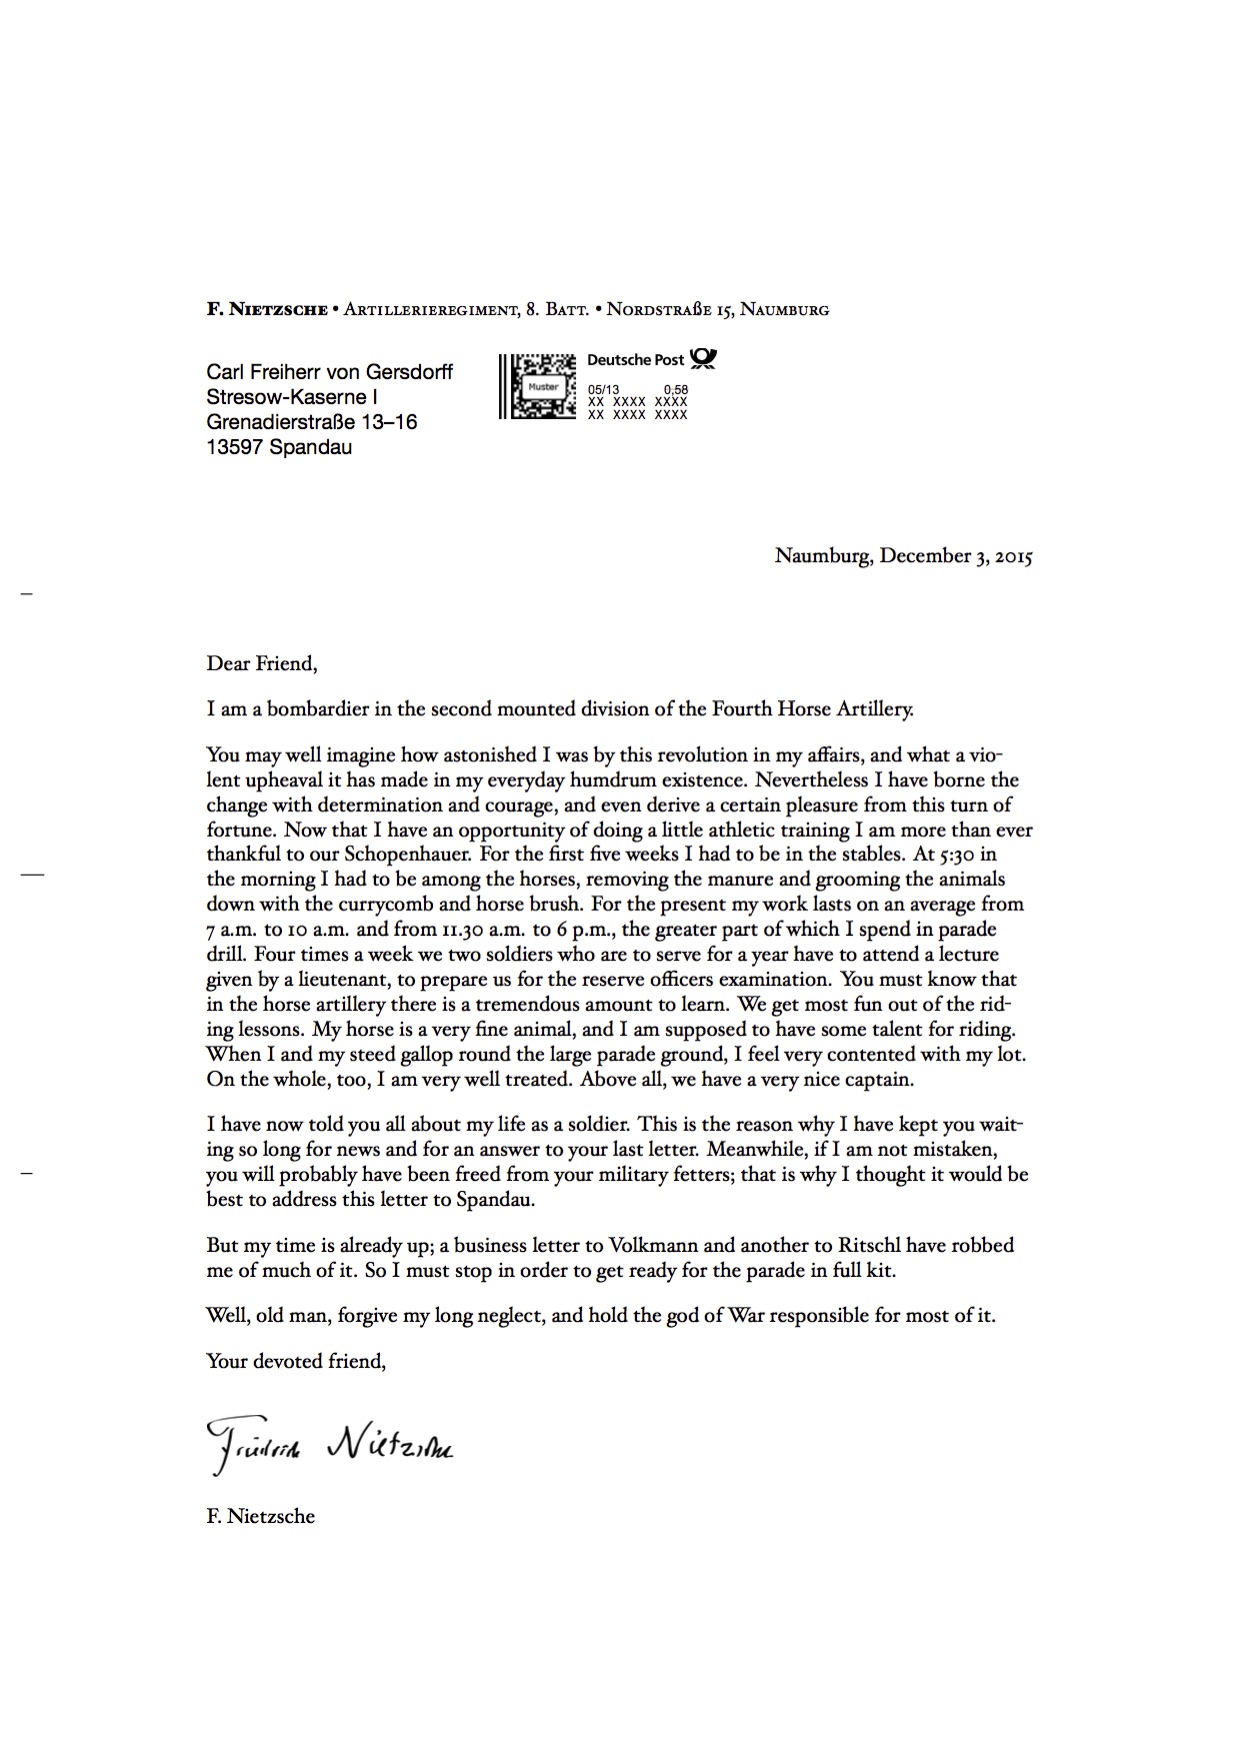 F. Nietzsche • Artillerieregiment, 8. Batt. • Nordstraße 15, Naumburg
Carl Freiherr von Gersdorff
Stresow-Kaserne I
Grenadierstraße 13–16
13597 Spandau
Muster
Deutsche Post
05/13 0,58
XX XXXX XXXX
XX XXXX XXXX
Naumburg, December 3, 2015
Dear Friend,
I am a bombardier in the second mounted division of the Fourth Horse Artillery.
You may well imagine how astonished I was by this revolution in my affairs, and what a vio-
lent upheaval it has made in my everyday humdrum existence. Nevertheless I have borne the
change with determination and courage, and even derive a certain pleasure from this turn of
fortune. Now that I have an opportunity of doing a little athletic training I am more than ever
thankful to our Schopenhauer. For the first five weeks I had to be in the stables. At 5:30 in
the morning I had to be among the horses, removing the manure and grooming the animals
down with the currycomb and horse brush. For the present my work lasts on an average from
7 a.m. to 10 a.m. and from 11.30 a.m. to 6 p.m., the greater part of which I spend in parade
drill. Four times a week we two soldiers who are to serve for a year have to attend a lecture
given by a lieutenant, to prepare us for the reserve officers examination. You must know that
in the horse artillery there is a tremendous amount to learn. We get most fun out of the rid-
ing lessons. My horse is a very fine animal, and I am supposed to have some talent for riding.
When I and my steed gallop round the large parade ground, I feel very contented with my lot.
On the whole, too, I am very well treated. Above all, we have a very nice captain.
I have now told you all about my life as a soldier. This is the reason why I have kept you wait-
ing so long for news and for an answer to your last letter. Meanwhile, if I am not mistaken,
you will probably have been freed from your military fetters; that is why I thought it would be
best to address this letter to Spandau.
But my time is already up; a business letter to Volkmann and another to Ritschl have robbed
me of much of it. So I must stop in order to get ready for the parade in full kit.
Well, old man, forgive my long neglect, and hold the god of War responsible for most of it.
Your devoted friend,
Friedrich Nietzsche
F. Nietzsche